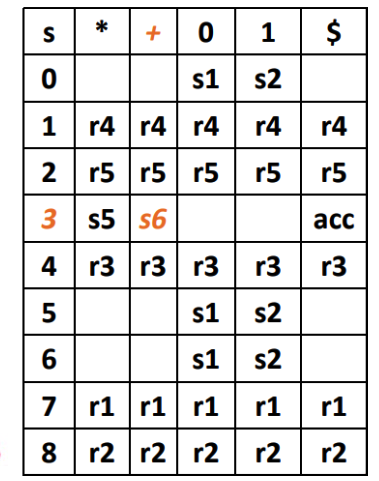 s * + 0 1 $
0 s1 s2
1 r4 r4 r4 r4 r4
2 r5 r5 r5 r5 r5
3 s5 s6 acc
4 r3 r3 r3 r3 r3
5 s1 s2
6 s1 s2
7 r1 r1 r1 r1 r1
8 r2 r2 r2 r2 r2